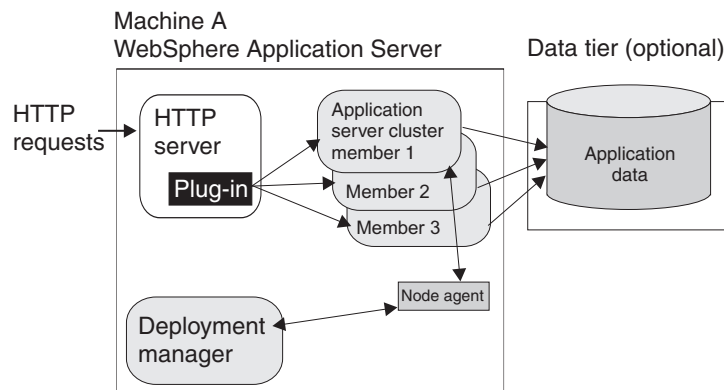 Machine A
WebSphere Application Server
Data tier (optional)
HTTP
requests
HTTP
server
Plug-in
Application
server cluster
member 1
Member 2
Member 3
Application
data
Node agent
Deployment
manager